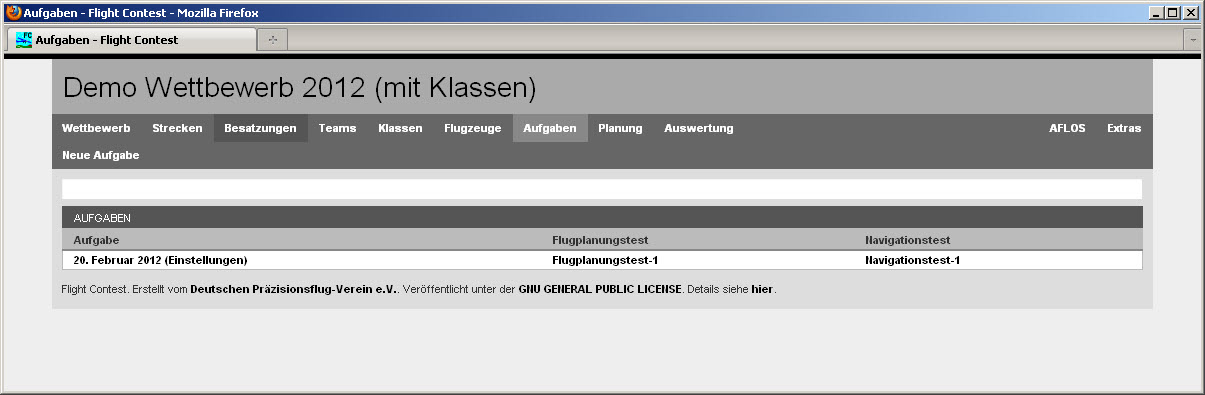 Aufgaben - Flight Contest - Mozilla Firefox
FC Aufgaben - Flight Contest
Demo Wettbewerb 2012 (mit Klassen)
Wettbewerb Strecken Besatzungen Teams Klassen Flugzeuge Aufgaben Planung Auswertung AFLOS Extras
Neue Aufgabe
AUFGABEN
Aufgabe Flugplanungstest Navigationstest
20. Februar 2012 (Einstellungen) Flugplanungstest-1 Navigationstest-1
Flight Contest. Erstellt vom Deutschen Präzisionsflug-Verein e.V.. Veröffentlicht unter der GNU GENERAL PUBLIC LICENSE. Details siehe hier.